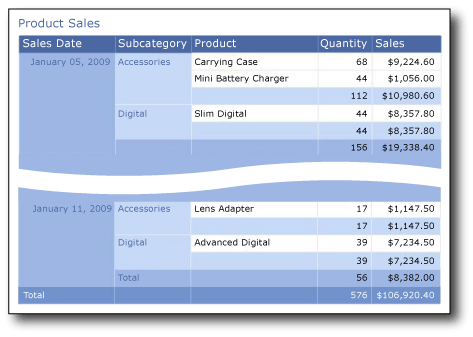 Product Sales
Sales Date Subcategory Product Quantity Sales
January 05, 2009 Accessories Carrying Case 68 $9,224.60
Mini Battery Charger 44 $1,056.00
112 $10,980.60
Digital Slim Digital 44 $8,357.80
44 $8,357.80
156 $19,338.40
January 11, 2009 Accessories Lens Adapter 17 $1,147.50
17 $1,147.50
Digital Advanced Digital 39 $7,234.50
39 $7,234.50
Total 56 $8,382.00
Total 576 $106,920.40